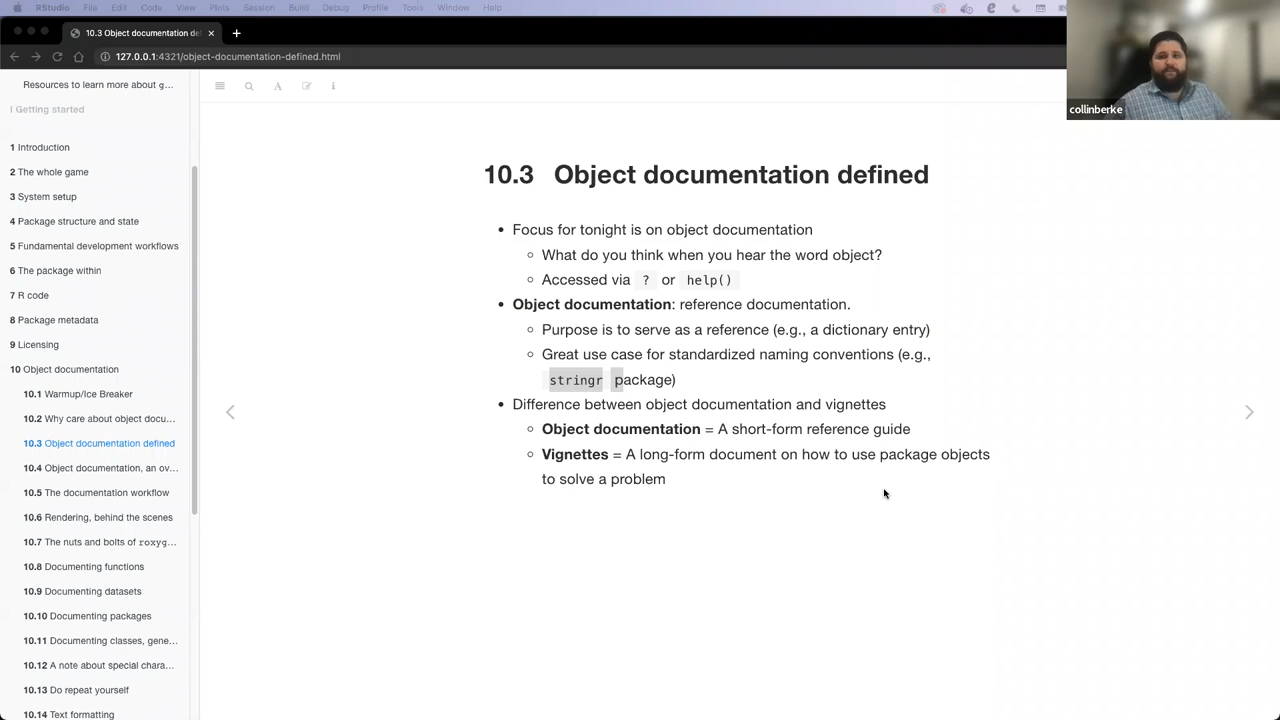 RStudio File Edit Code View Plots Session Build Debug Profile Tools Window Help
10.3 Object documentation de
127.0.0.1:4321/object-documentation-defined.html
collinberke
Resources to learn more about g…
I Getting started
1 Introduction
2 The whole game
3 System setup
4 Package structure and state
5 Fundamental development workflows
6 The package within
7 R code
8 Package metadata
9 Licensing
10 Object documentation
10.1 Warmup/Ice Breaker
10.2 Why care about object docu…
10.3 Object documentation defined
10.4 Object documentation, an ov…
10.5 The documentation workflow
10.6 Rendering, behind the scenes
10.7 The nuts and bolts of roxyg…
10.8 Documenting functions
10.9 Documenting datasets
10.10 Documenting packages
10.11 Documenting classes, gene…
10.12 A note about special chara…
10.13 Do repeat yourself
10.14 Text formatting
10.3 Object documentation defined
• Focus for tonight is on object documentation
◦ What do you think when you hear the word object?
◦ Accessed via ? or help()
• Object documentation: reference documentation.
◦ Purpose is to serve as a reference (e.g., a dictionary entry)
◦ Great use case for standardized naming conventions (e.g.,
stringr package)
• Difference between object documentation and vignettes
◦ Object documentation = A short-form reference guide
◦ Vignettes = A long-form document on how to use package objects
to solve a problem